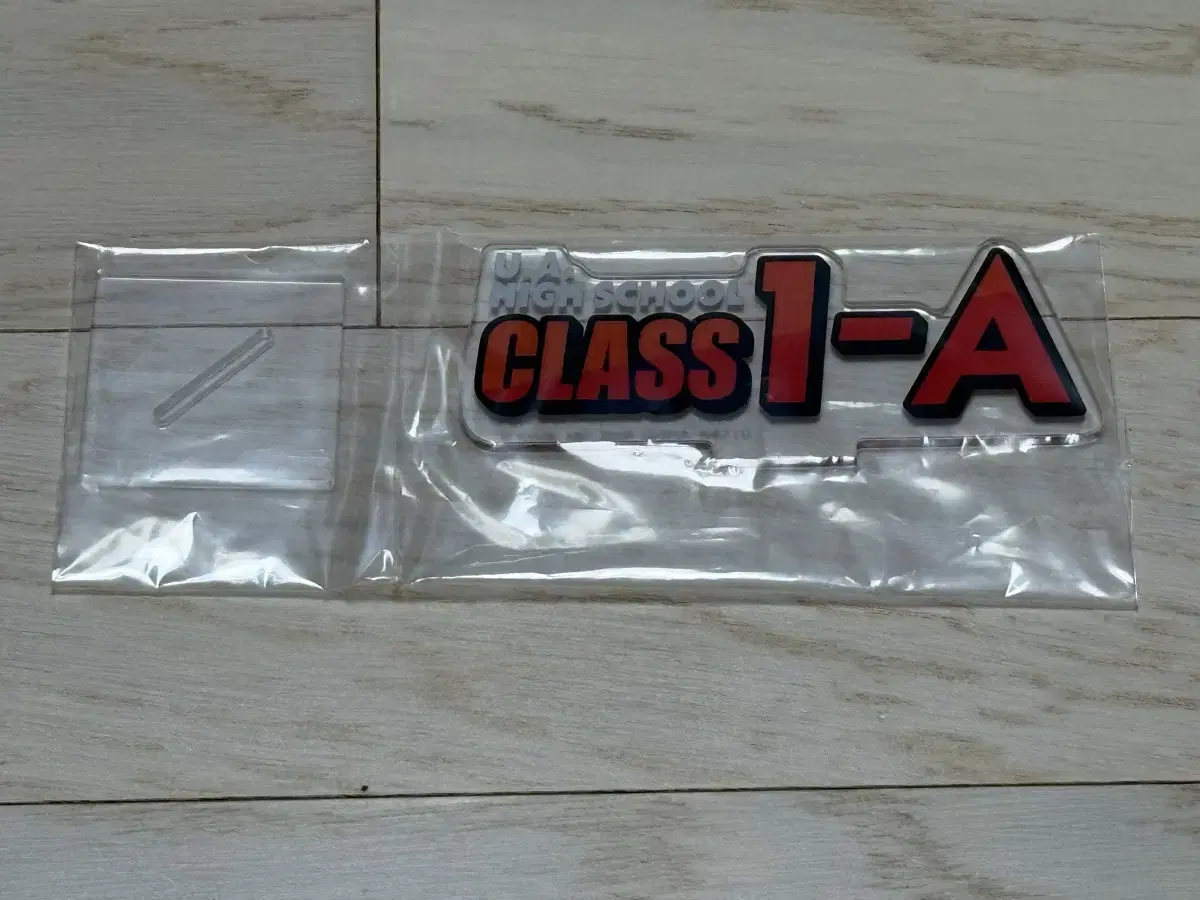 U.A.
HIGH SCHOOL
CLASS 1-A